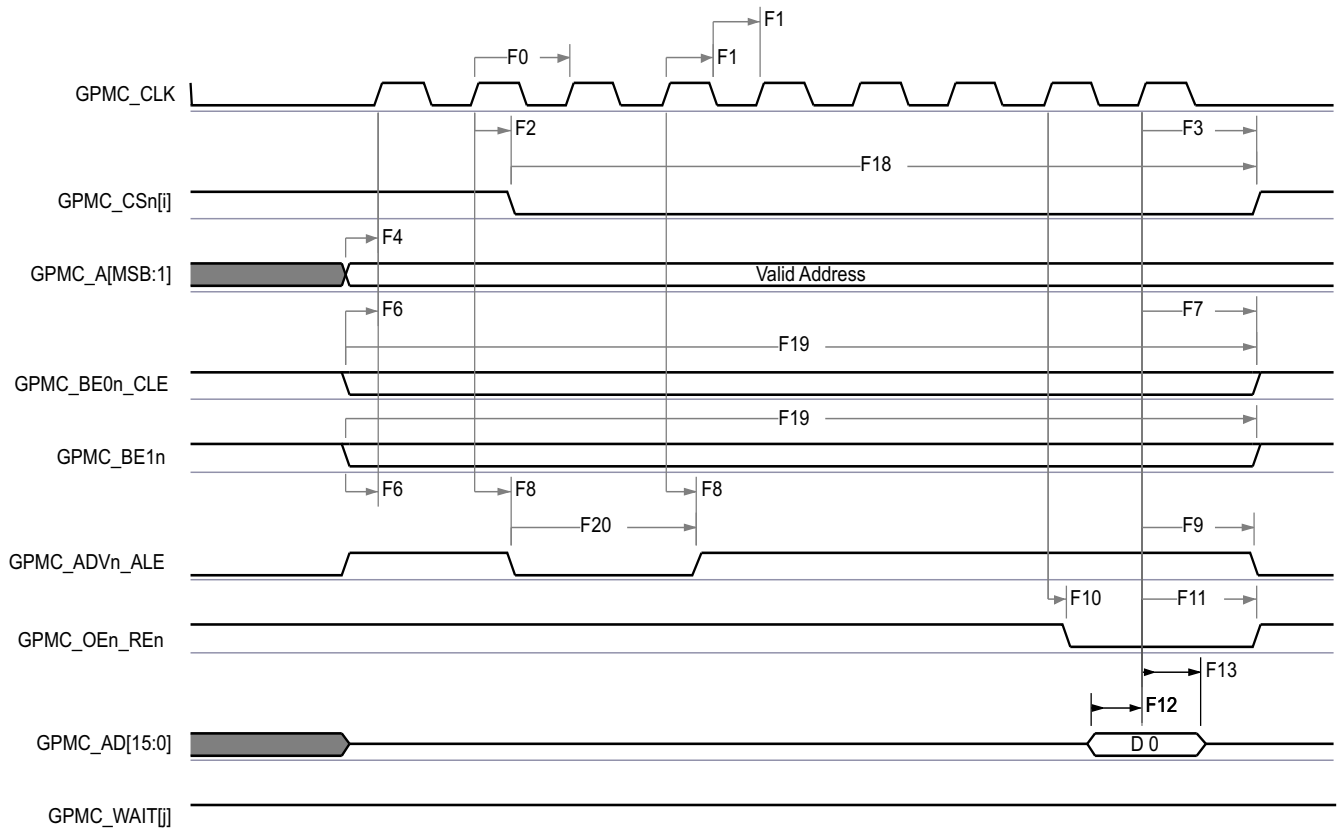 F1
F0
F1
GPMC_CLK
F2
F3
F18
GPMC_CSn[i]
F4
GPMC_A[MSB:1]
Valid Address
F6
F7
F19
GPMC_BE0n_CLE
F19
GPMC_BE1n
F6
F8
F8
F20
F9
GPMC_ADVn_ALE
F10
F11
GPMC_OEn_REn
F13
F12
GPMC_AD[15:0]
D 0
GPMC_WAIT[j]